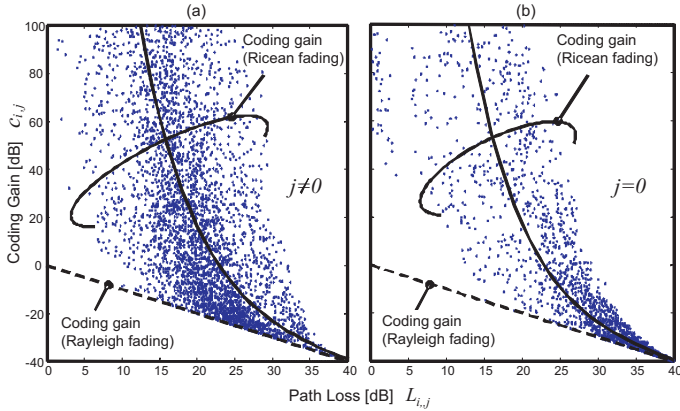 (a)
(b)
Coding gain
(Ricean fading)
Coding gain
(Ricean fading)
j≠0
j=0
Coding gain
(Rayleigh fading)
Coding gain
(Rayleigh fading)
Coding Gain [dB] c_{i,j}
100
80
60
40
20
0
-20
-40
0 5 10 15 20 25 30 35 40
0 5 10 15 20 25 30 35 40
Path Loss [dB] L_{i,,j}